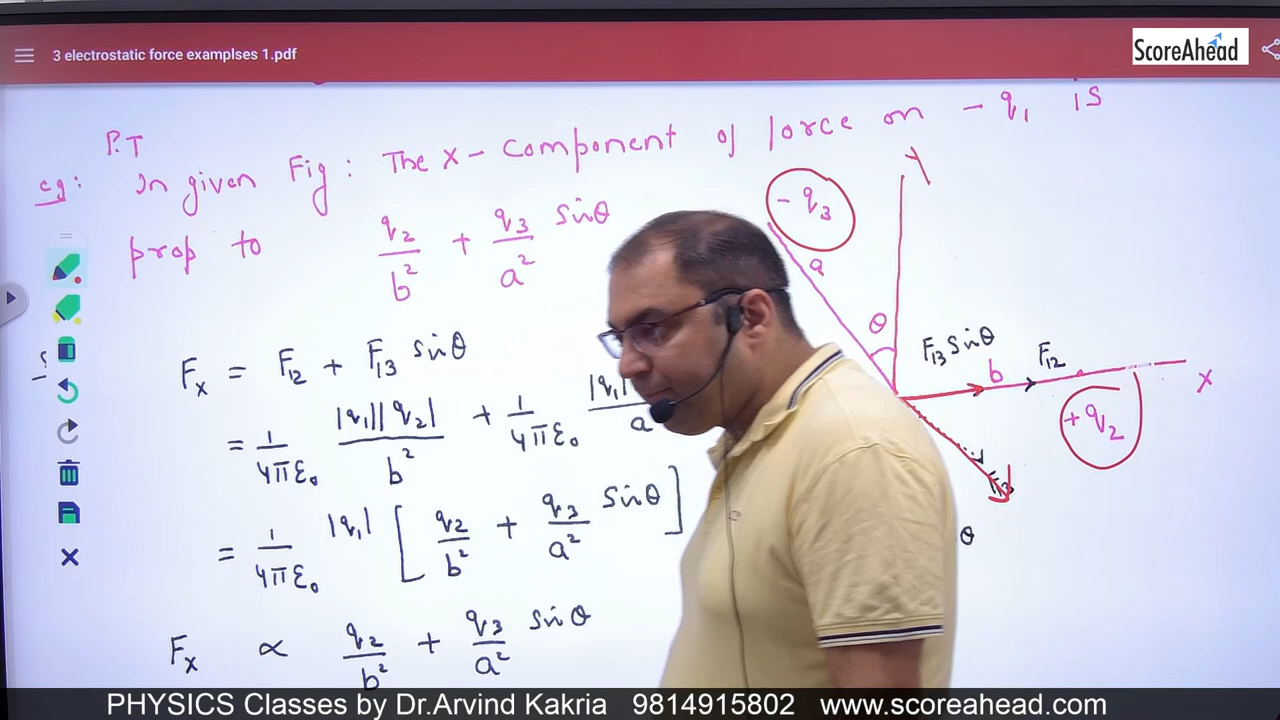 3 electrostatic force examplses 1.pdf
ScoreAhead
P.T
eg: In given Fig: The x-component of force on -q₁ is
prop to q₂/b² + q₃/a² sinθ
Fₓ = F₁₂ + F₁₃ sinθ
= 1/4πε₀ |q₁||q₂|/b² + 1/4πε₀ |q₁|
a
= 1/4πε₀ |q₁| [ q₂/b² + q₃/a² sinθ ]
Fₓ ∝ q₂/b² + q₃/a² sinθ
- q₃
Y
a
θ
F₁₃ sinθ
b
F₁₂
X
+ q₂
θ
PHYSICS Classes by Dr.Arvind Kakria 9814915802 www.scoreahead.com